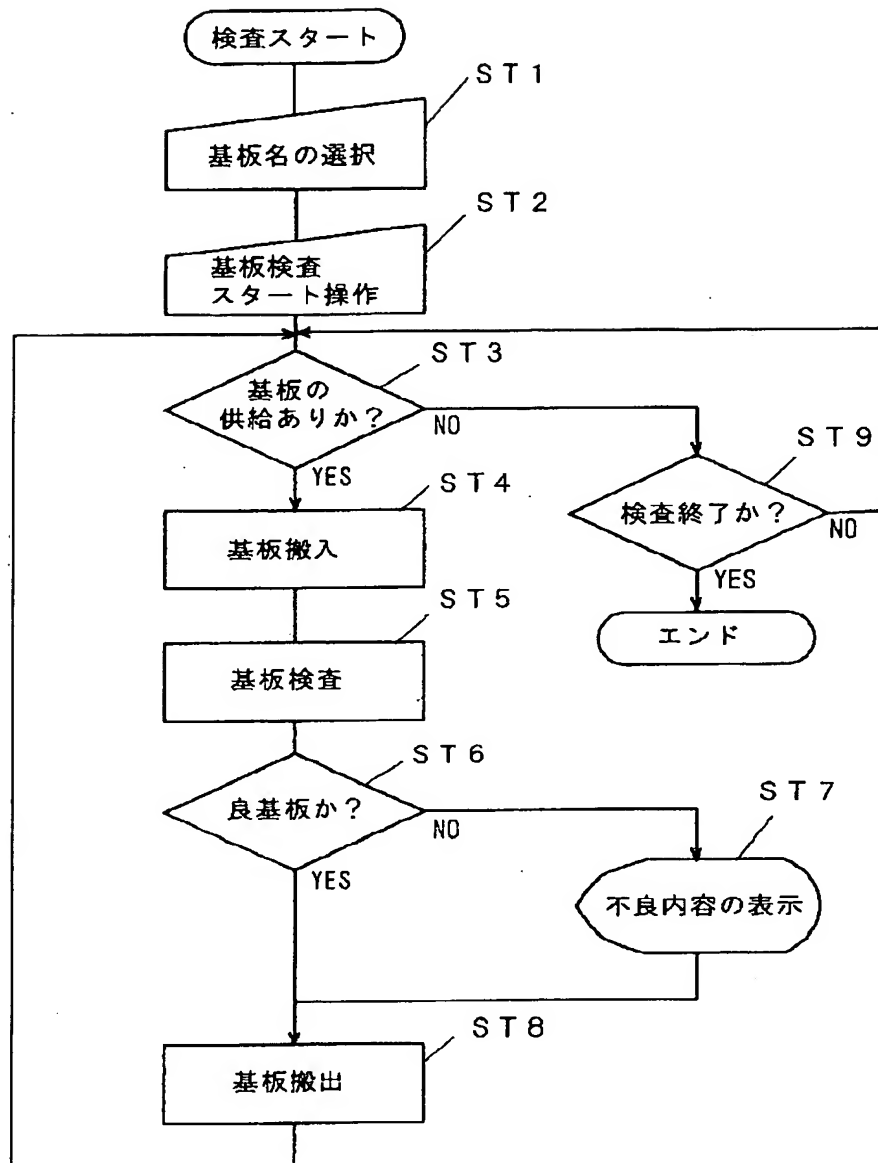 検査スタート
ST1
基板名の選択
ST2
基板検査
スタート操作
ST3
基板の
供給ありか?
NO
YES
ST9
検査終了か?
NO
YES
エンド
ST4
基板搬入
ST5
基板検査
ST6
良基板か?
NO
YES
ST7
不良内容の表示
ST8
基板搬出